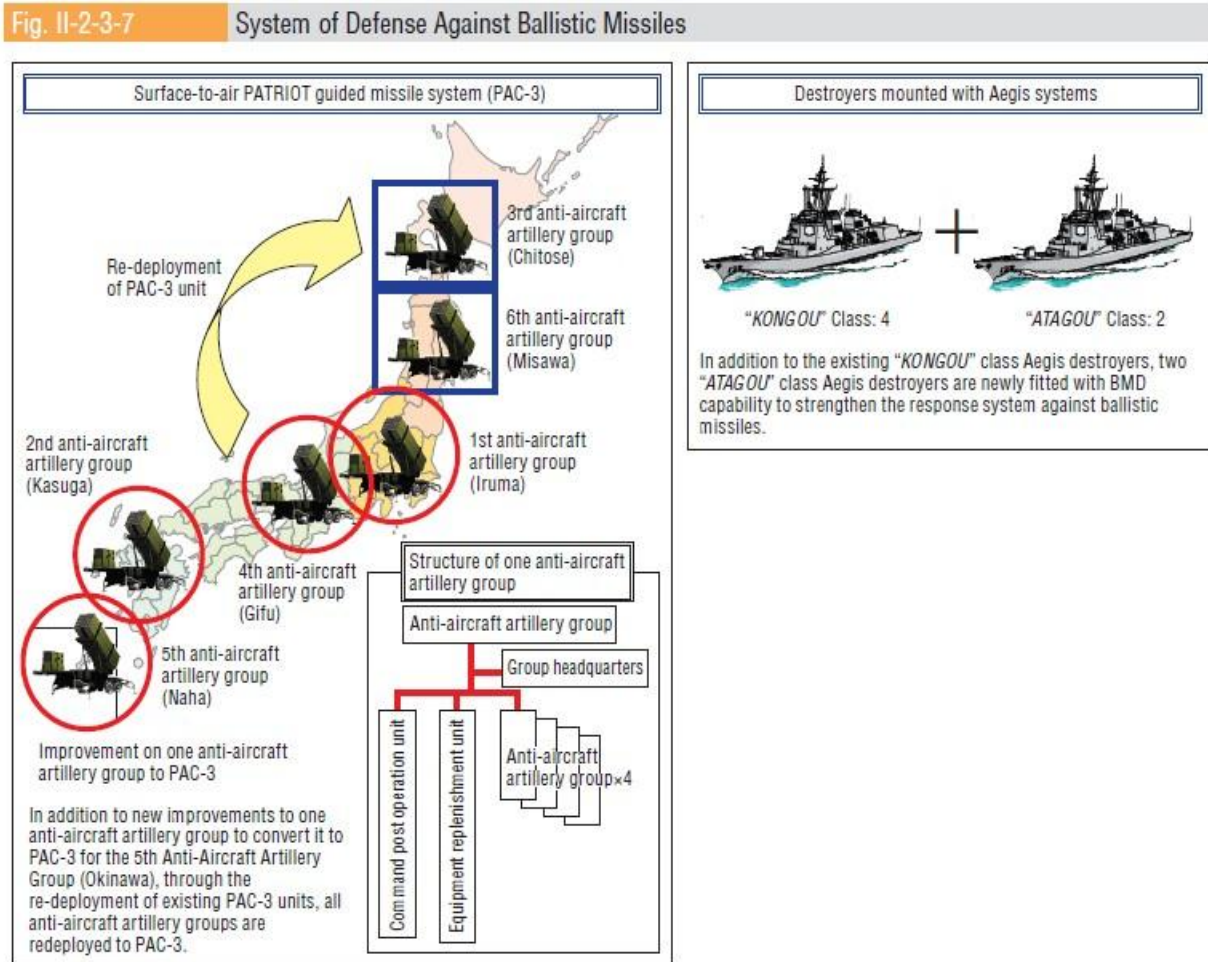 Fig. II-2-3-7
System of Defense Against Ballistic Missiles
Surface-to-air PATRIOT guided missile system (PAC-3)
Re-deployment
of PAC-3 unit
3rd anti-aircraft
artillery group
(Chitose)
6th anti-aircraft
artillery group
(Misawa)
2nd anti-aircraft
artillery group
(Kasuga)
1st anti-aircraft
artillery group
(Iruma)
4th anti-aircraft
artillery group
(Gifu)
5th anti-aircraft
artillery group
(Naha)
Improvement on one anti-aircraft
artillery group to PAC-3
In addition to new improvements to one
anti-aircraft artillery group to convert it to
PAC-3 for the 5th Anti-Aircraft Artillery
Group (Okinawa), through the
re-deployment of existing PAC-3 units, all
anti-aircraft artillery groups are
redeployed to PAC-3.
Structure of one anti-aircraft
artillery group
Anti-aircraft artillery group
Group headquarters
Command post operation unit
Equipment replenishment unit
Anti-aircraft
artillery group×4
Destroyers mounted with Aegis systems
+
"KONGOU" Class: 4
"ATAGOU" Class: 2
In addition to the existing "KONGOU" class Aegis destroyers, two
"ATAGOU" class Aegis destroyers are newly fitted with BMD
capability to strengthen the response system against ballistic
missiles.